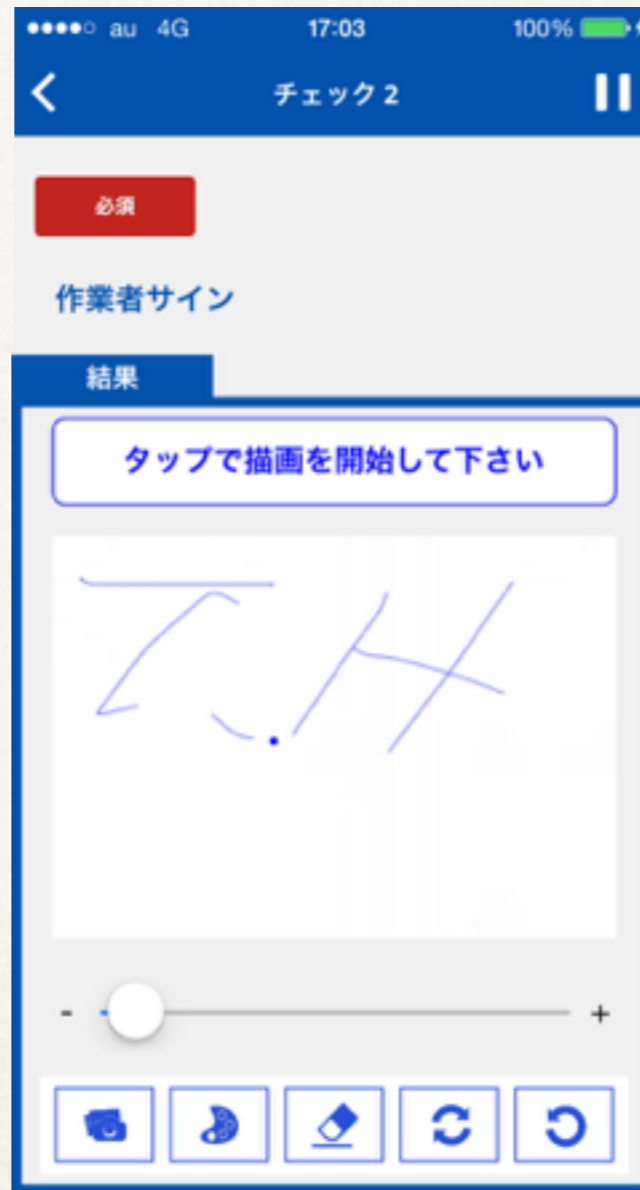 au 4G 17:03 100%
チェック 2
必須
作業者サイン
結果
タップで描画を開始して下さい
T.H
- +